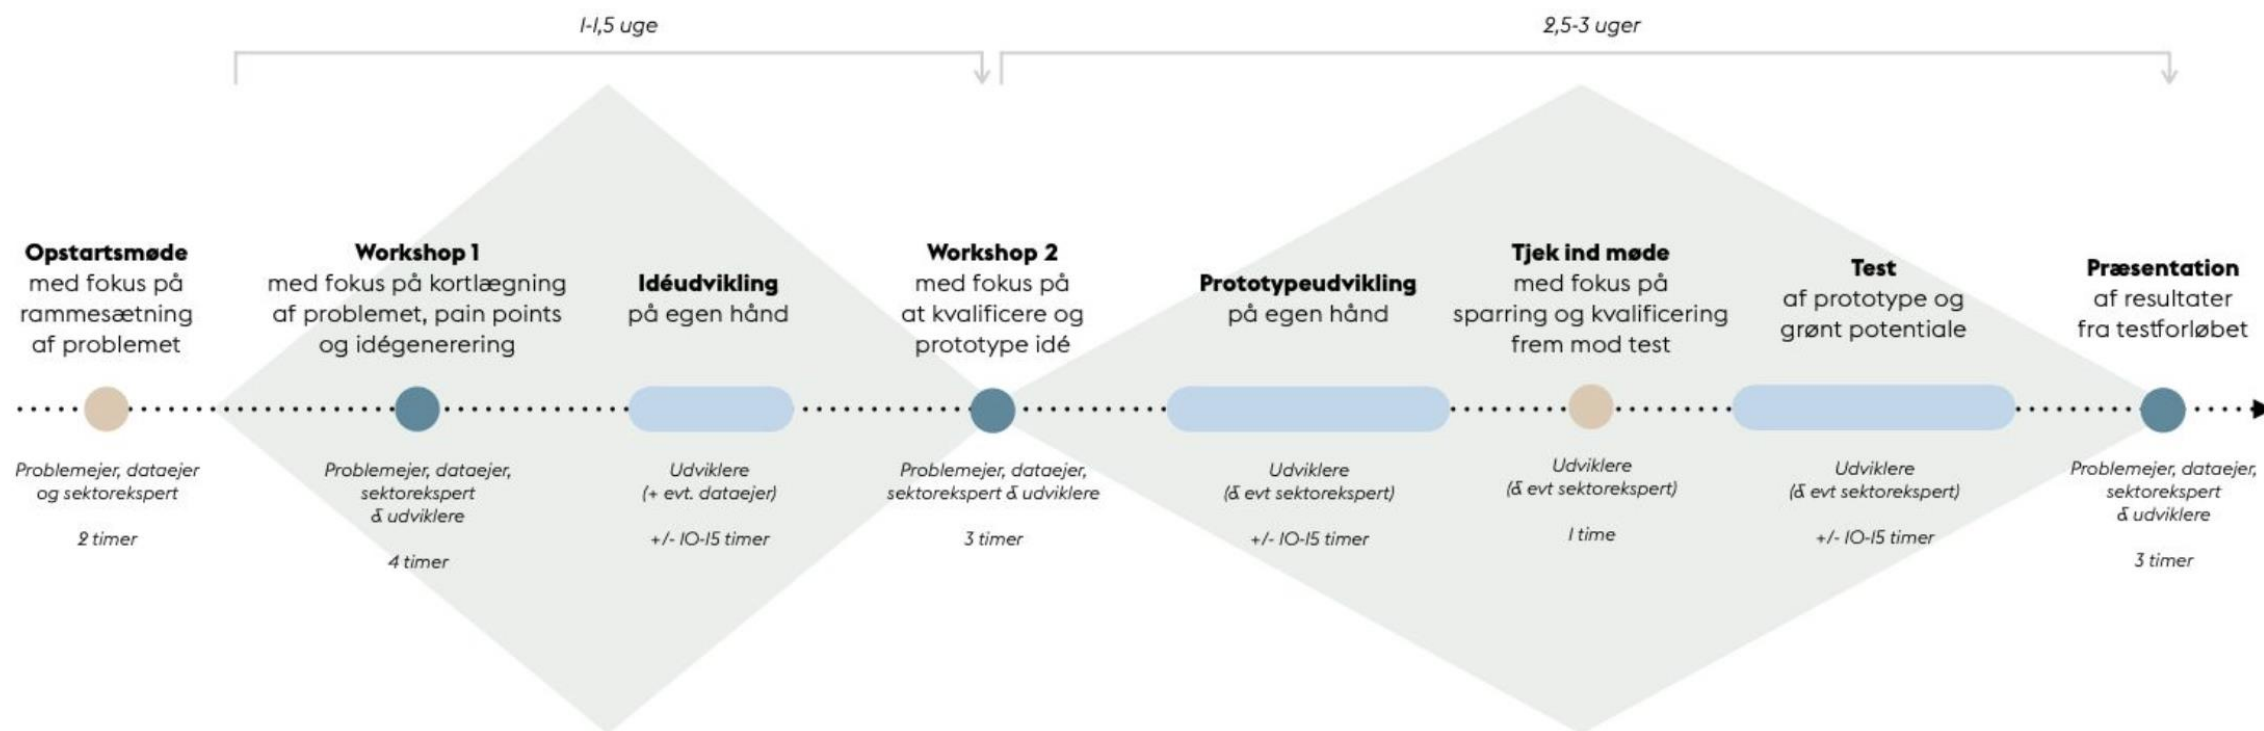 1-1,5 uge
2,5-3 uger
Opstartsmøde
med fokus på
rammesætning
af problemet
Problemejer, dataejer
og sektorekspert
2 timer
Workshop 1
med fokus på kortlægning
af problemet, pain points
og idégenerering
Problemejer, dataejer,
sektorekspert
& udviklere
4 timer
Idéudvikling
på egen hånd
Udviklere
(+ evt. dataejer)
+/- 10-15 timer
Workshop 2
med fokus på
at kvalificere og
prototype idé
Problemejer, dataejer,
sektorekspert & udviklere
3 timer
Prototypeudvikling
på egen hånd
Udviklere
(& evt sektorekspert)
+/- 10-15 timer
Tjek ind møde
med fokus på
sparring og kvalificering
frem mod test
Udviklere
(& evt sektorekspert)
1 time
Test
af prototype og
grønt potentiale
Udviklere
(& evt sektorekspert)
+/- 10-15 timer
Præsentation
af resultater
fra testforløbet
Problemejer, dataejer,
sektorekspert
& udviklere
3 timer